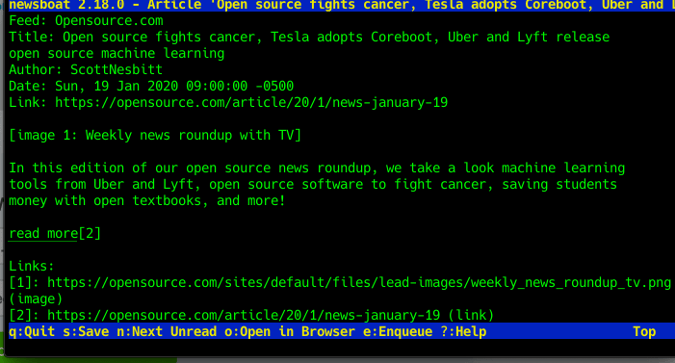 newsboat 2.18.0 - Article 'Open source fights cancer, Tesla adopts Coreboot, Uber and L
Feed: Opensource.com
Title: Open source fights cancer, Tesla adopts Coreboot, Uber and Lyft release
open source machine learning
Author: ScottNesbitt
Date: Sun, 19 Jan 2020 09:00:00 -0500
Link: https://opensource.com/article/20/1/news-january-19
[image 1: Weekly news roundup with TV]
In this edition of our open source news roundup, we take a look machine learning
tools from Uber and Lyft, open source software to fight cancer, saving students
money with open textbooks, and more!
read more[2]
Links:
[1]: https://opensource.com/sites/default/files/lead-images/weekly_news_roundup_tv.png
(image)
[2]: https://opensource.com/article/20/1/news-january-19 (link)
q:Quit s:Save n:Next Unread o:Open in Browser e:Enqueue ?:Help Top